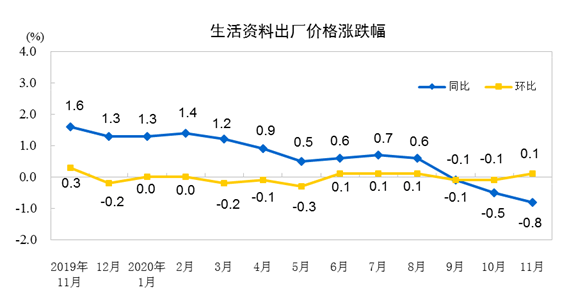 生活资料出厂价格涨跌幅
(%)
4.0
3.0
2.0
1.0
0.0
-1.0
-2.0
同比
环比
1.6
1.3
1.3
1.4
1.2
0.9
0.5
0.6
0.7
0.6
-0.1
-0.5
-0.8
0.3
-0.2
0.0
0.0
-0.2
-0.1
-0.3
0.1
0.1
0.1
-0.1
-0.1
0.1
2019年
11月
12月
2020年
1月
2月
3月
4月
5月
6月
7月
8月
9月
10月
11月